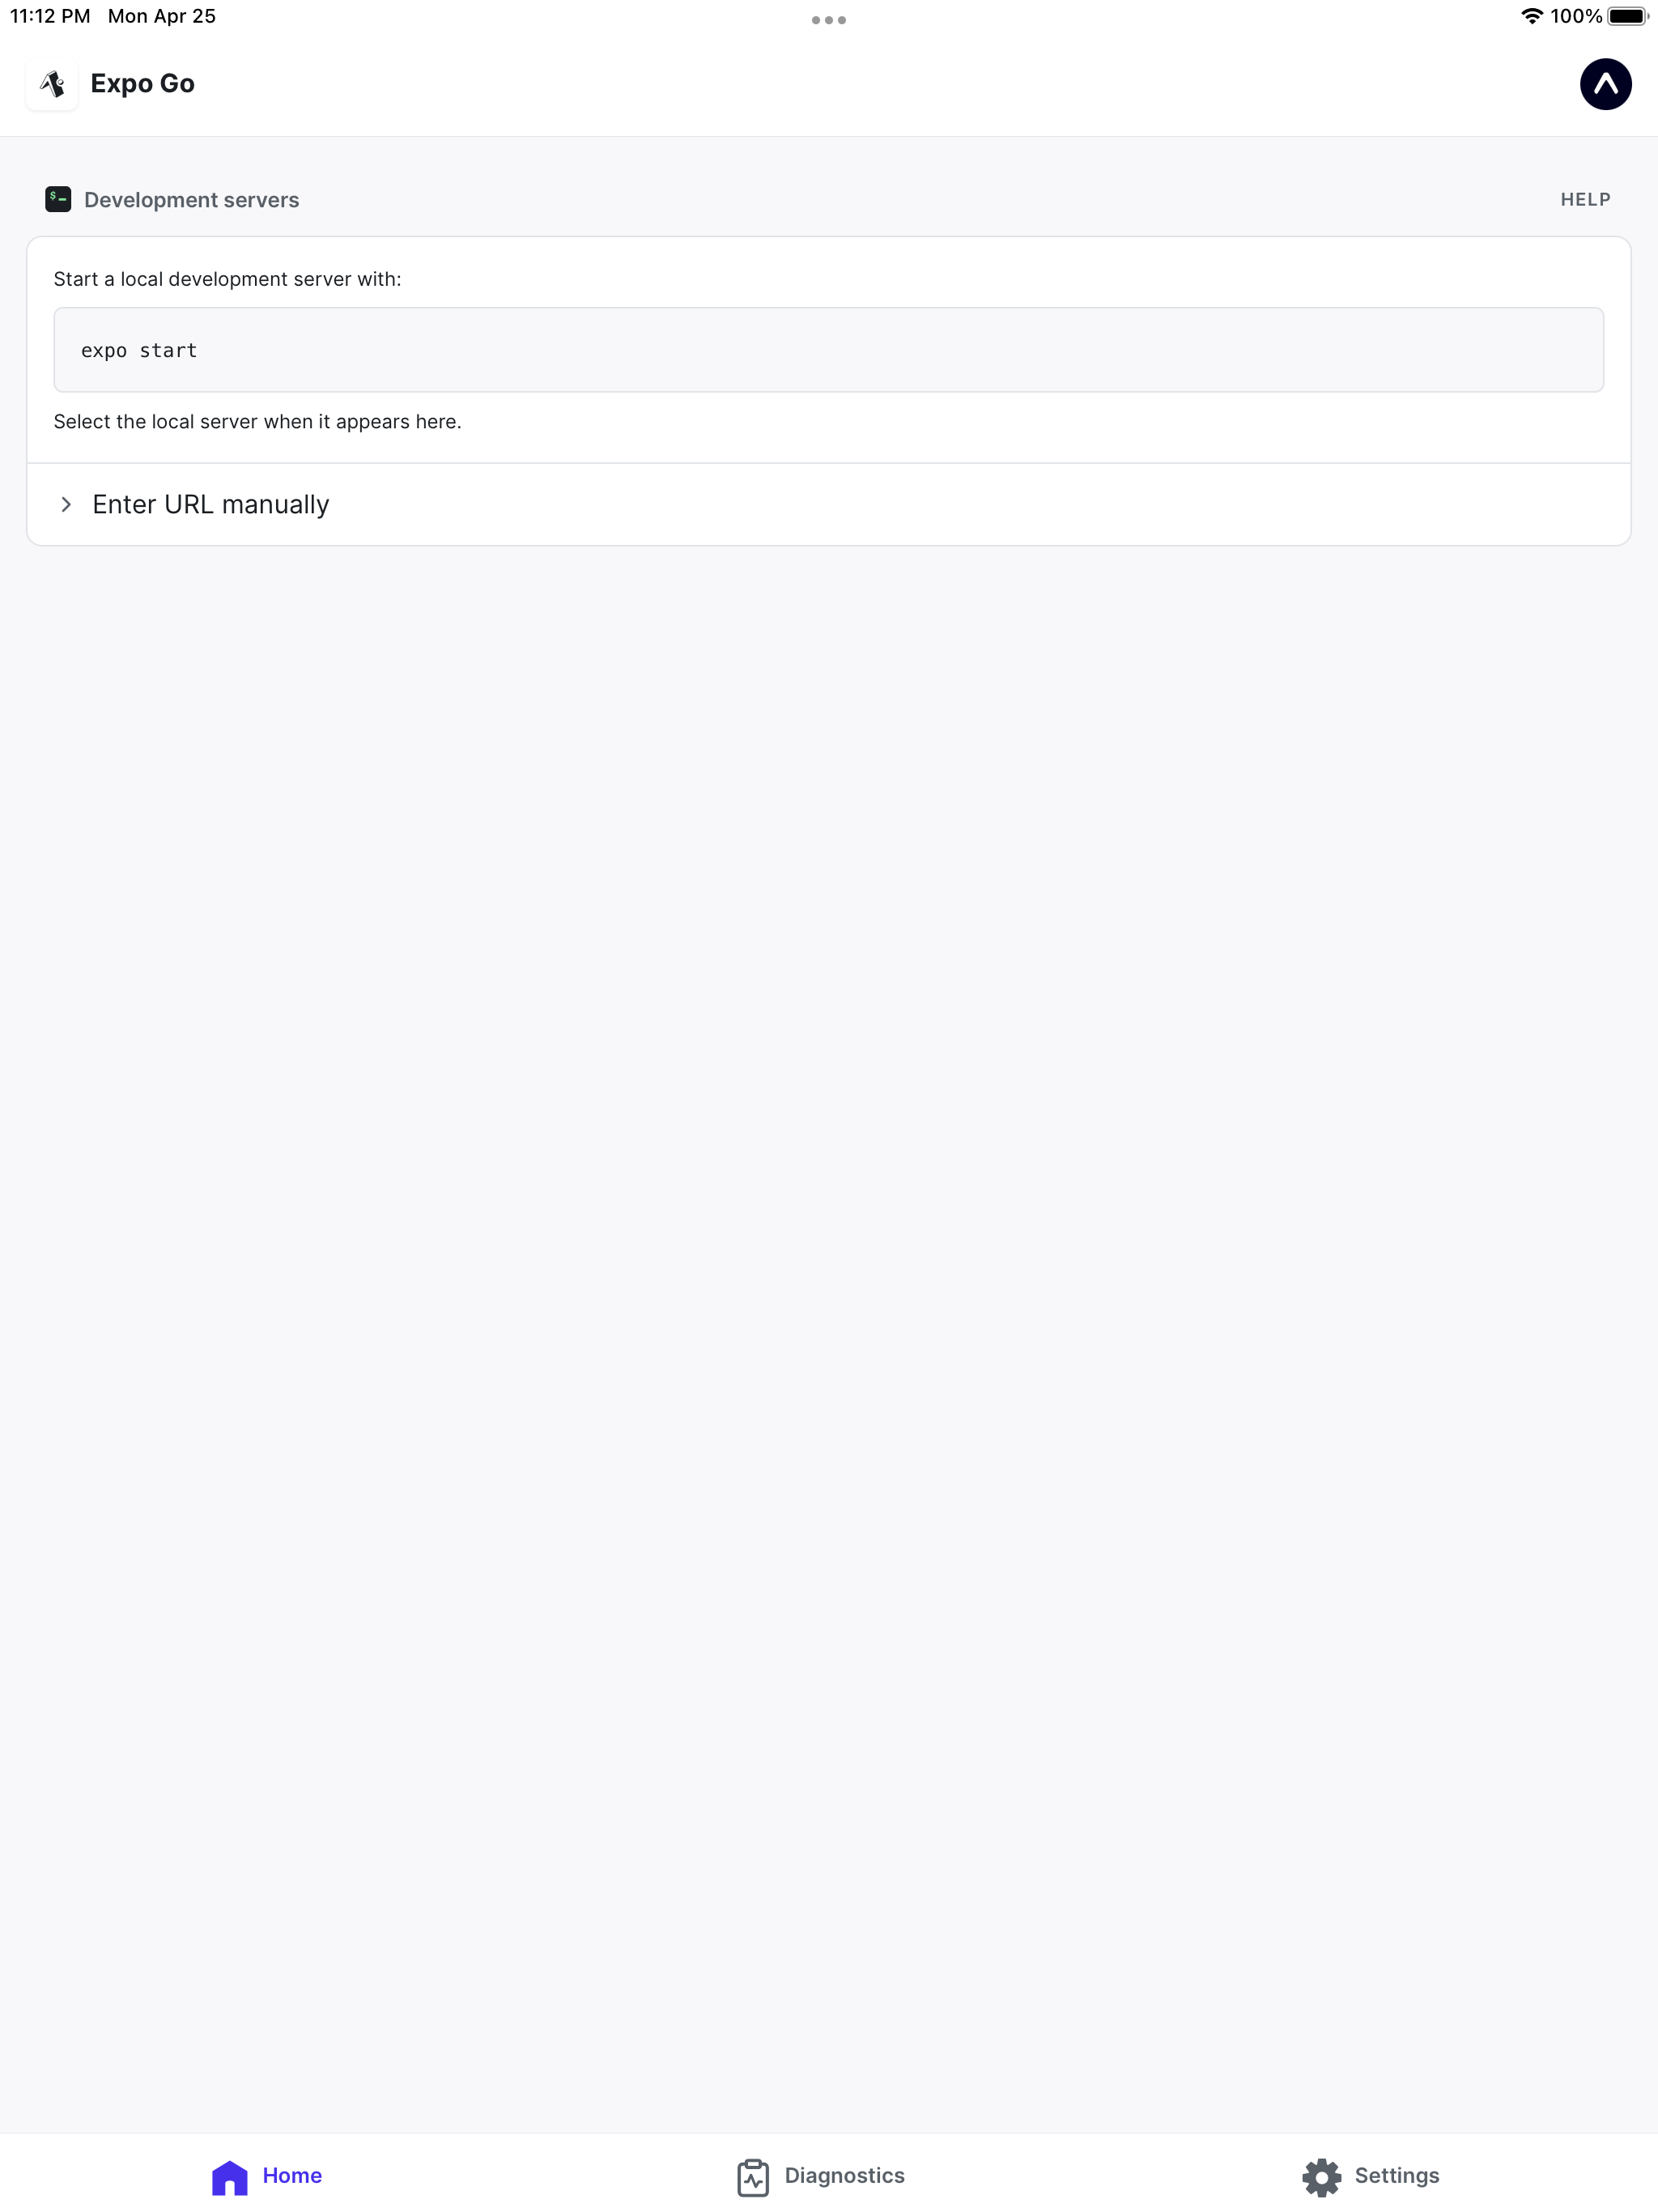 11:12 PM Mon Apr 25 100%
Expo Go
$
Development servers HELP
Start a local development server with:
expo start
Select the local server when it appears here.
Enter URL manually
Home Diagnostics Settings